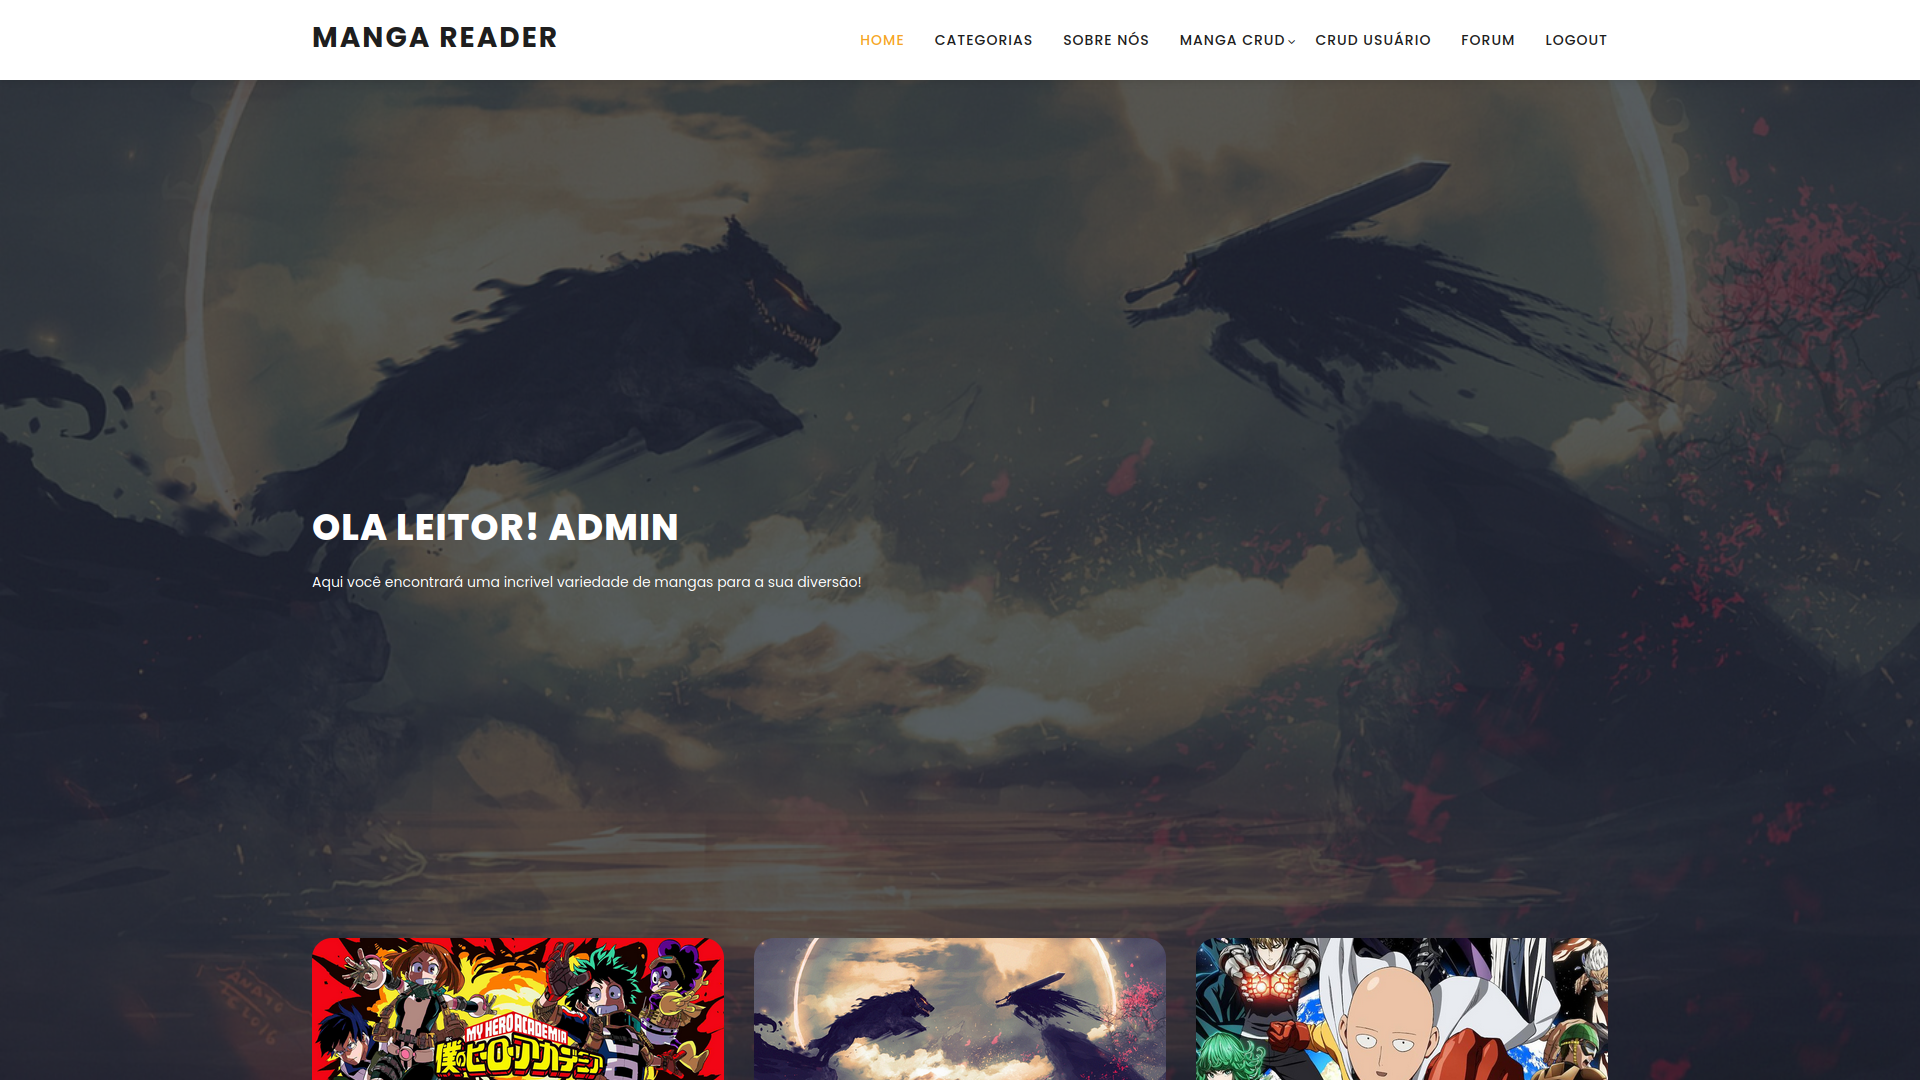 MANGA READER
HOME
CATEGORIAS
SOBRE NÓS
MANGA CRUD
CRUD USUÁRIO
FORUM
LOGOUT
OLA LEITOR! ADMIN
Aqui você encontrará uma incrivel variedade de mangas para a sua diversão!
MY HERO ACADEMIA
僕のヒーローアカデミア